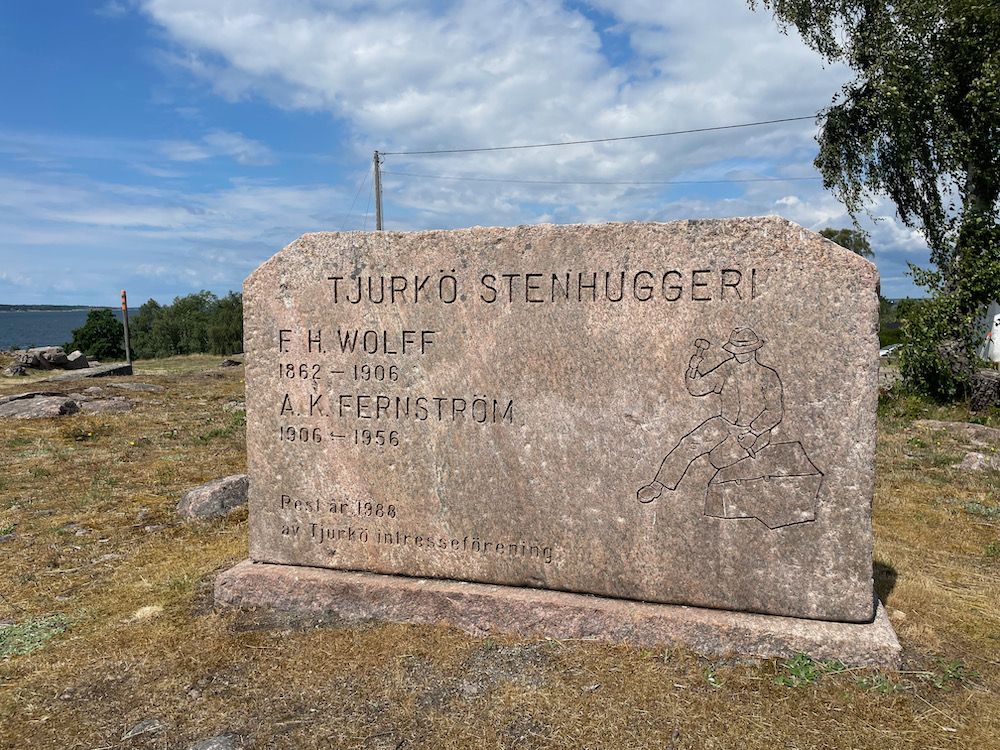 TJURKÖ STENHUGGERI
F. H. WOLFF
1862 – 1906
A. K. FERNSTRÖM
1906 – 1956
Rest år 1988
av Tjurkö intresseförening